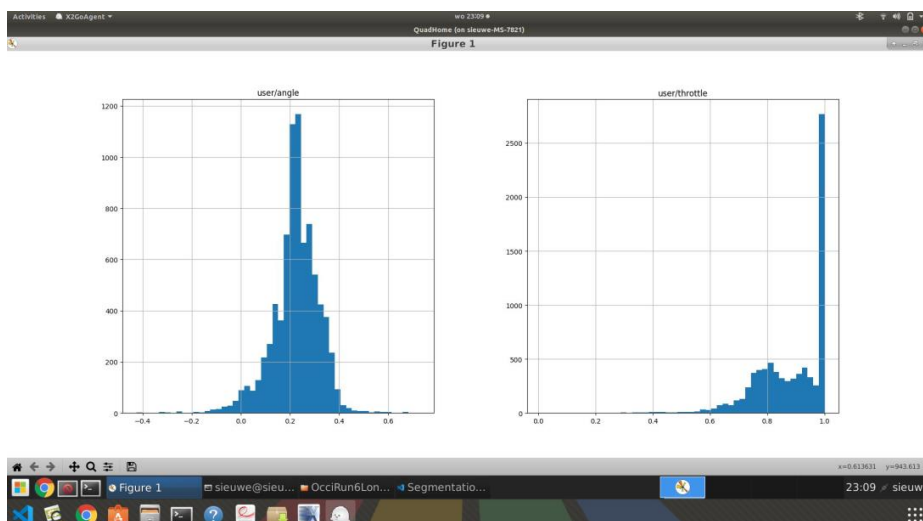 Activities X2GoAgent
wo 23:09
QuadHome (on sieuwe-MS-7821)
Figure 1
user/angle
1200
1000
800
600
400
200
0
−0.4 −0.2 0.0 0.2 0.4 0.6
user/throttle
2500
2000
1500
1000
500
0
0.0 0.2 0.4 0.6 0.8 1.0
x=0.613631 y=943.613
Figure 1 sieuwe@sieu... OcciRun6Lon... Segmentatio... 23:09 sieuw